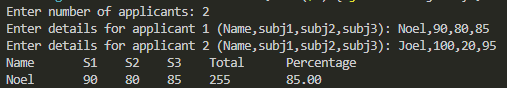 Enter number of applicants: 2
Enter details for applicant 1 (Name,subj1,subj2,subj3): Noel,90,80,85
Enter details for applicant 2 (Name,subj1,subj2,subj3): Joel,100,20,95
Name S1 S2 S3 Total Percentage
Noel 90 80 85 255 85.00